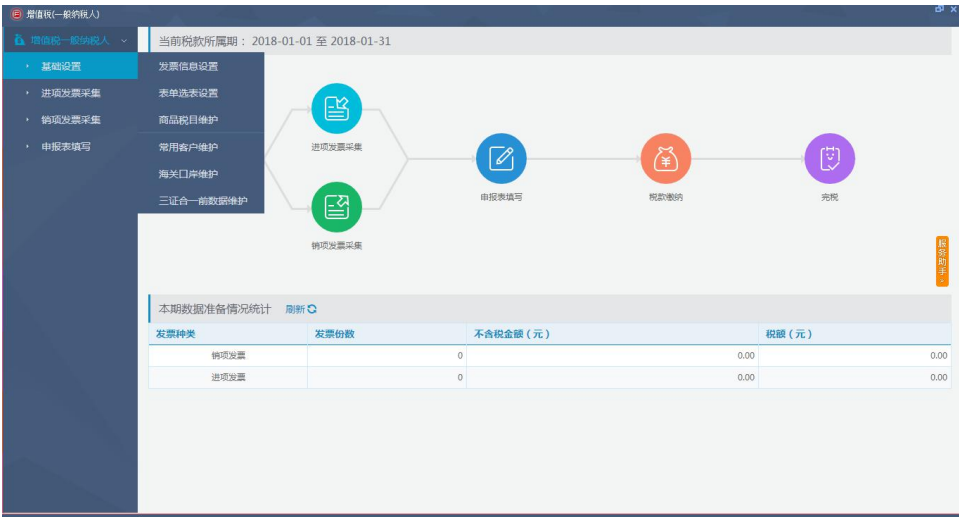 增值税(一般纳税人)
增值税一般纳税人
基础设置
进项发票采集
销项发票采集
申报表填写
当前税款所属期： 2018-01-01 至 2018-01-31
发票信息设置
表单选表设置
商品税目维护
常用客户维护
海关口岸维护
三证合一前数据维护
进项发票采集
销项发票采集
申报表填写
税款缴纳
完税
服务助手>
本期数据准备情况统计 刷新
发票种类 发票份数 不含税金额（元） 税额（元）
销项发票 0 0.00 0.00
进项发票 0 0.00 0.00